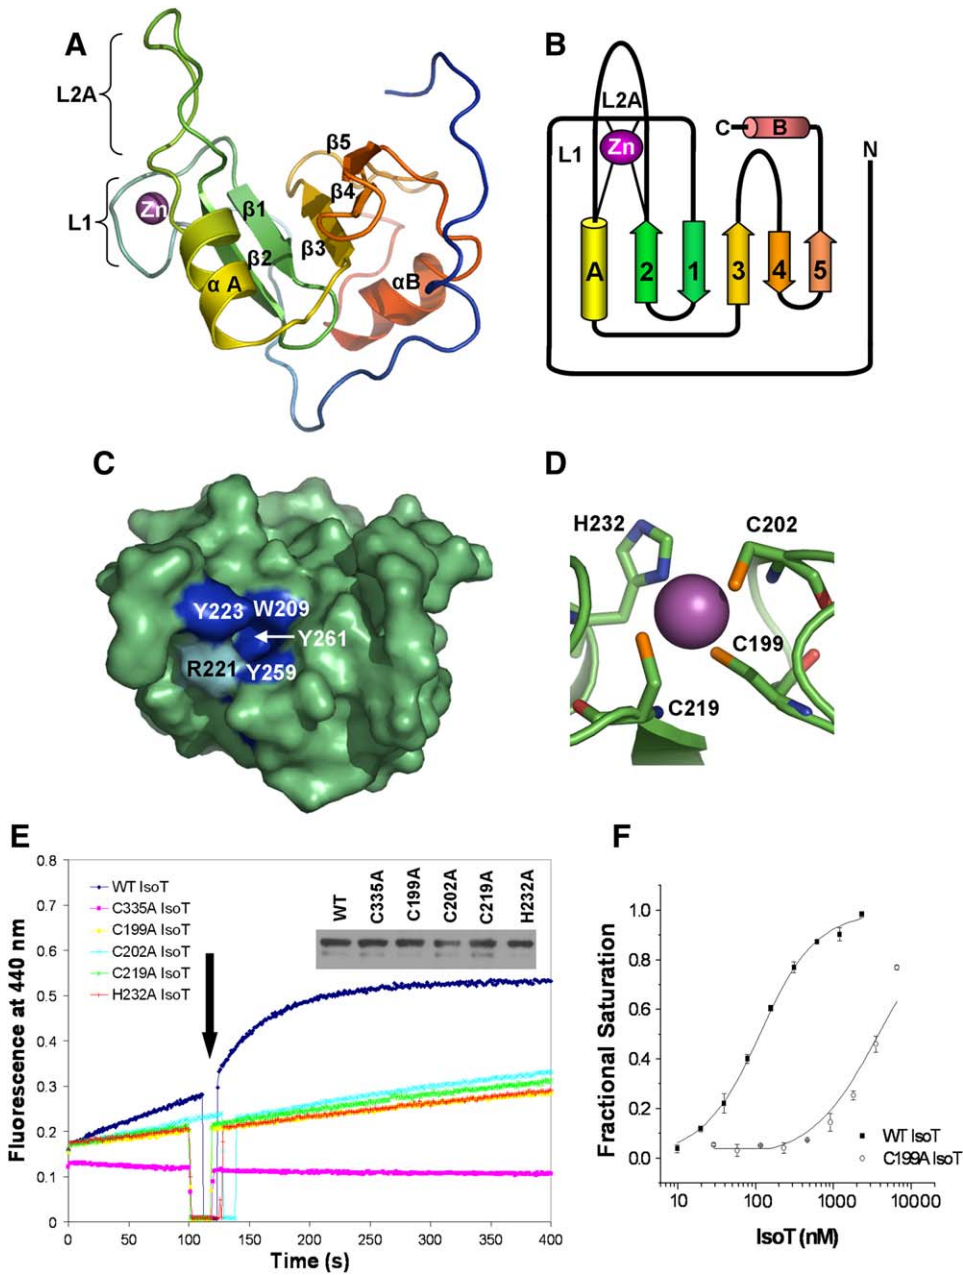 A
L2A
L1
Zn
β1
β2
α A
β5
β4
β3
αB
B
L2A
L1
Zn
C
B
N
A
2
1
3
4
5
C
Y223
W209
Y261
R221
Y259
D
H232
C202
C199
C219
E
Fluorescence at 440 nm
0.8
0.7
0.6
0.5
0.4
0.3
0.2
0.1
0
WT IsoT
C335A IsoT
C199A IsoT
C202A IsoT
C219A IsoT
H232A IsoT
WT
C335A
C199A
C202A
C219A
H232A
0
50
100
150
200
250
300
350
400
Time (s)
F
Fractional Saturation
1.0
0.8
0.6
0.4
0.2
0.0
WT IsoT
C199A IsoT
10
100
1000
10000
IsoT (nM)